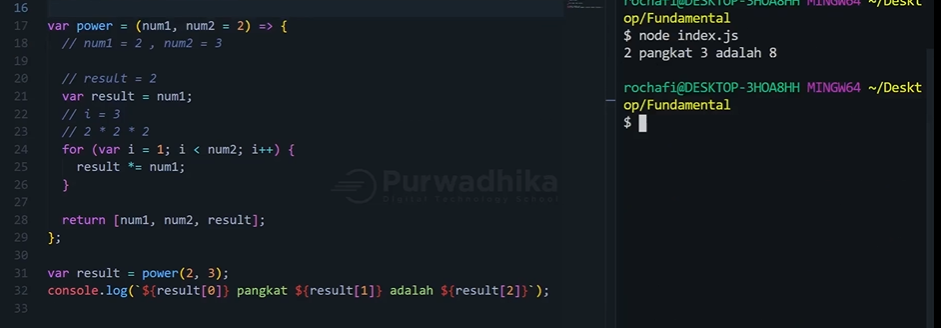 16
17 var power = (num1, num2 = 2) => {
18 // num1 = 2 , num2 = 3
19
20 // result = 2
21 var result = num1;
22 // i = 3
23 // 2 * 2 * 2
24 for (var i = 1; i < num2; i++) {
25 result *= num1;
26 }
27
28 return [num1, num2, result];
29 };
30
31 var result = power(2, 3);
32 console.log(`${result[0]} pangkat ${result[1]} adalah ${result[2]}`);
33
Purwadhika
Digital Technology School
rochafi@DESKTOP-3HOA8HH MINGW64 ~/Deskt
op/Fundamental
$ node index.js
2 pangkat 3 adalah 8
rochafi@DESKTOP-3HOA8HH MINGW64 ~/Deskt
op/Fundamental
$